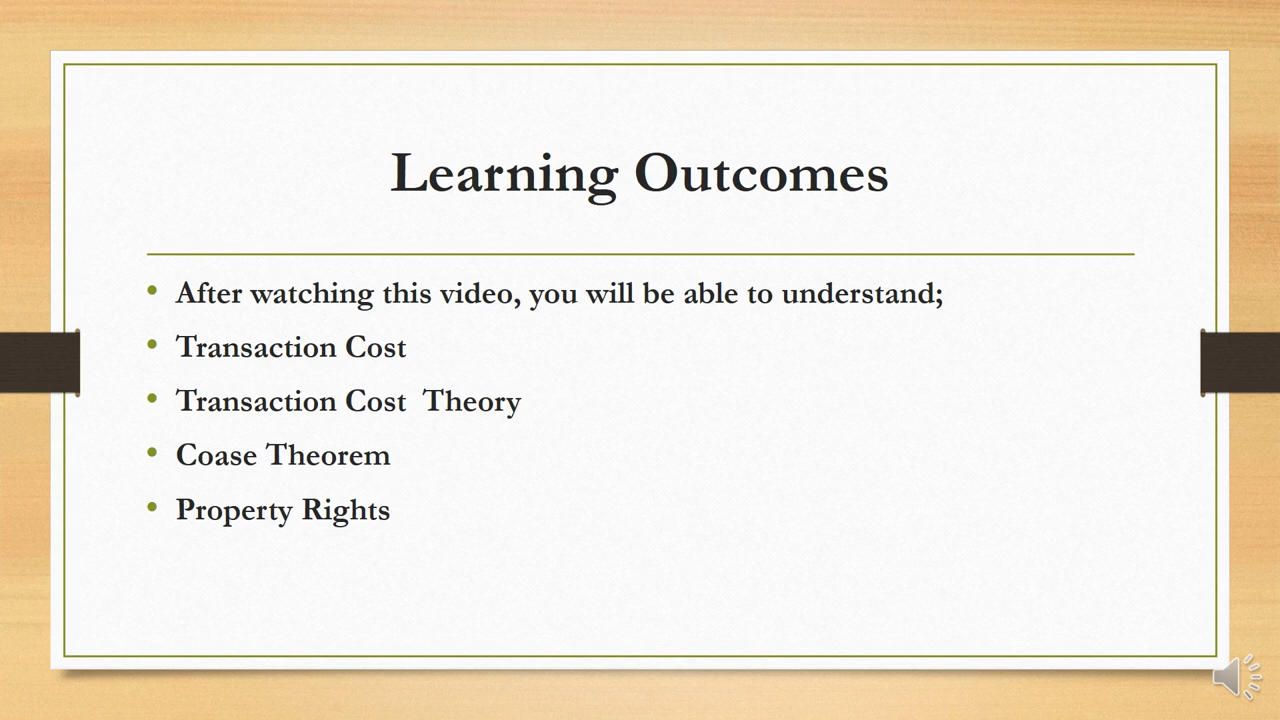 Learning Outcomes
• After watching this video, you will be able to understand;
• Transaction Cost
• Transaction Cost  Theory
• Coase Theorem
• Property Rights